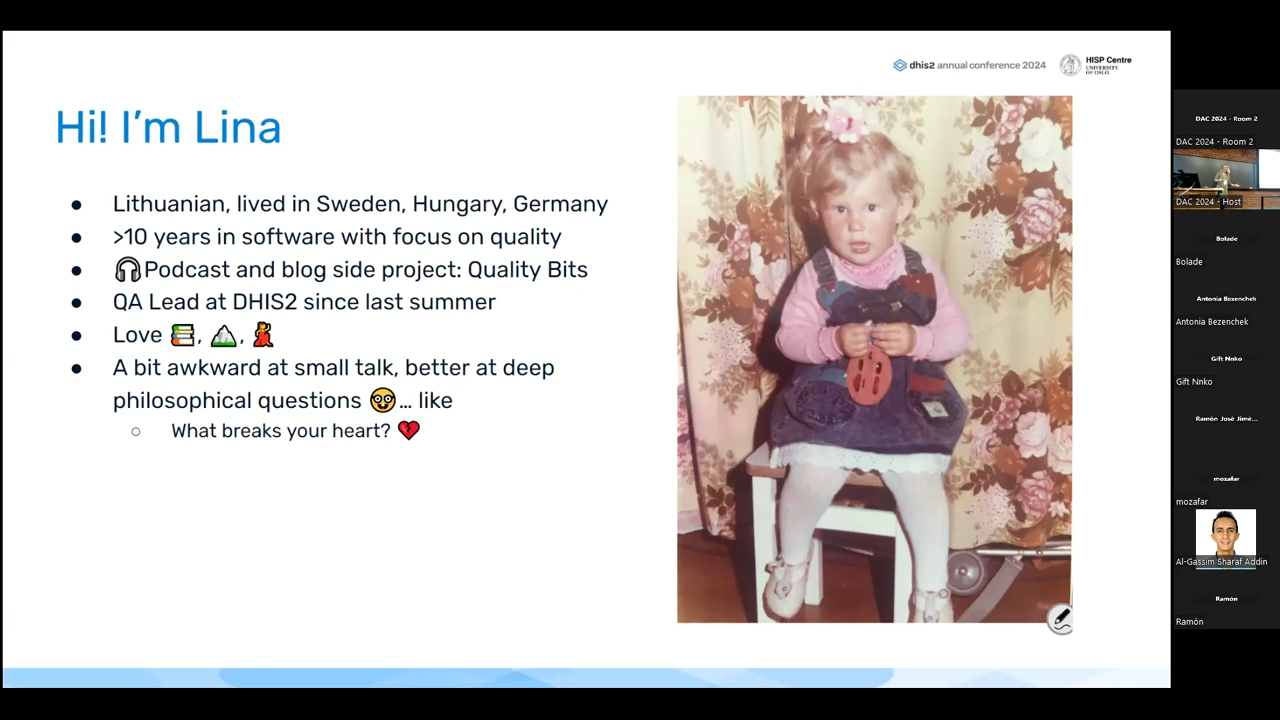 dhis2 annual conference 2024
HISP Centre
UNIVERSITY
OF OSLO
Hi! I'm Lina
● Lithuanian, lived in Sweden, Hungary, Germany
● >10 years in software with focus on quality
● 🎧Podcast and blog side project: Quality Bits
● QA Lead at DHIS2 since last summer
● Love 📚, 🏔, 💃
● A bit awkward at small talk, better at deep
philosophical questions 🤓... like
○ What breaks your heart? 💔
DAC 2024 - Room 2
DAC 2024 - Room 2
DAC 2024 - Host
Bolade
Bolade
Antonia Bezenchek
Antonia Bezenchek
Gift Nnko
Gift Nnko
Ramón José Jimé...
mozafar
mozafar
Al-Gassim Sharaf Addin
Ramón
Ramón